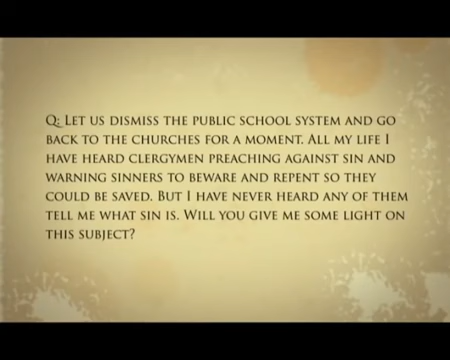 Q: Let us dismiss the public school system and go
back to the churches for a moment. All my life I
have heard clergymen preaching against sin and
warning sinners to beware and repent so they
could be saved. But I have never heard any of them
tell me what sin is. Will you give me some light on
this subject?